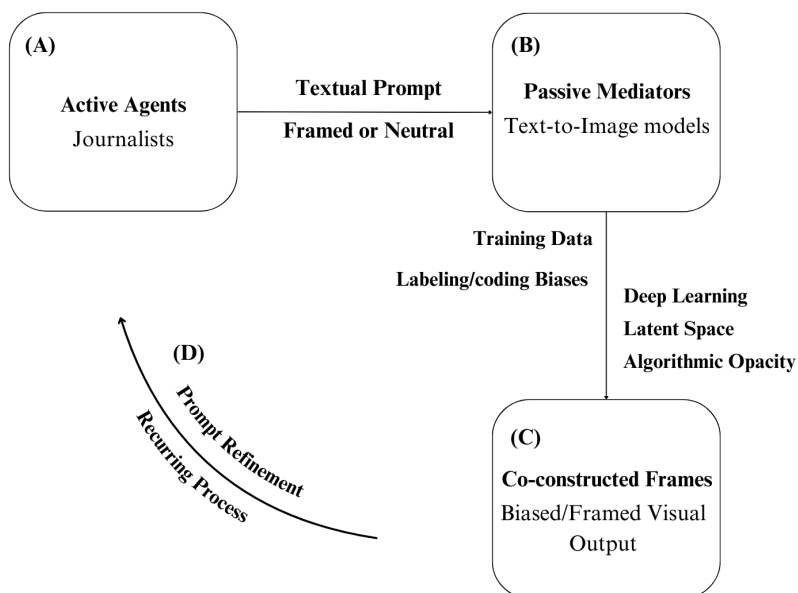 (A)
Active Agents
Journalists
Textual Prompt
Framed or Neutral
(B)
Passive Mediators
Text-to-Image models
Training Data
Labeling/coding Biases
Deep Learning
Latent Space
Algorithmic Opacity
(C)
Co-constructed Frames
Biased/Framed Visual
Output
(D)
Prompt Refinement
Recurring Process